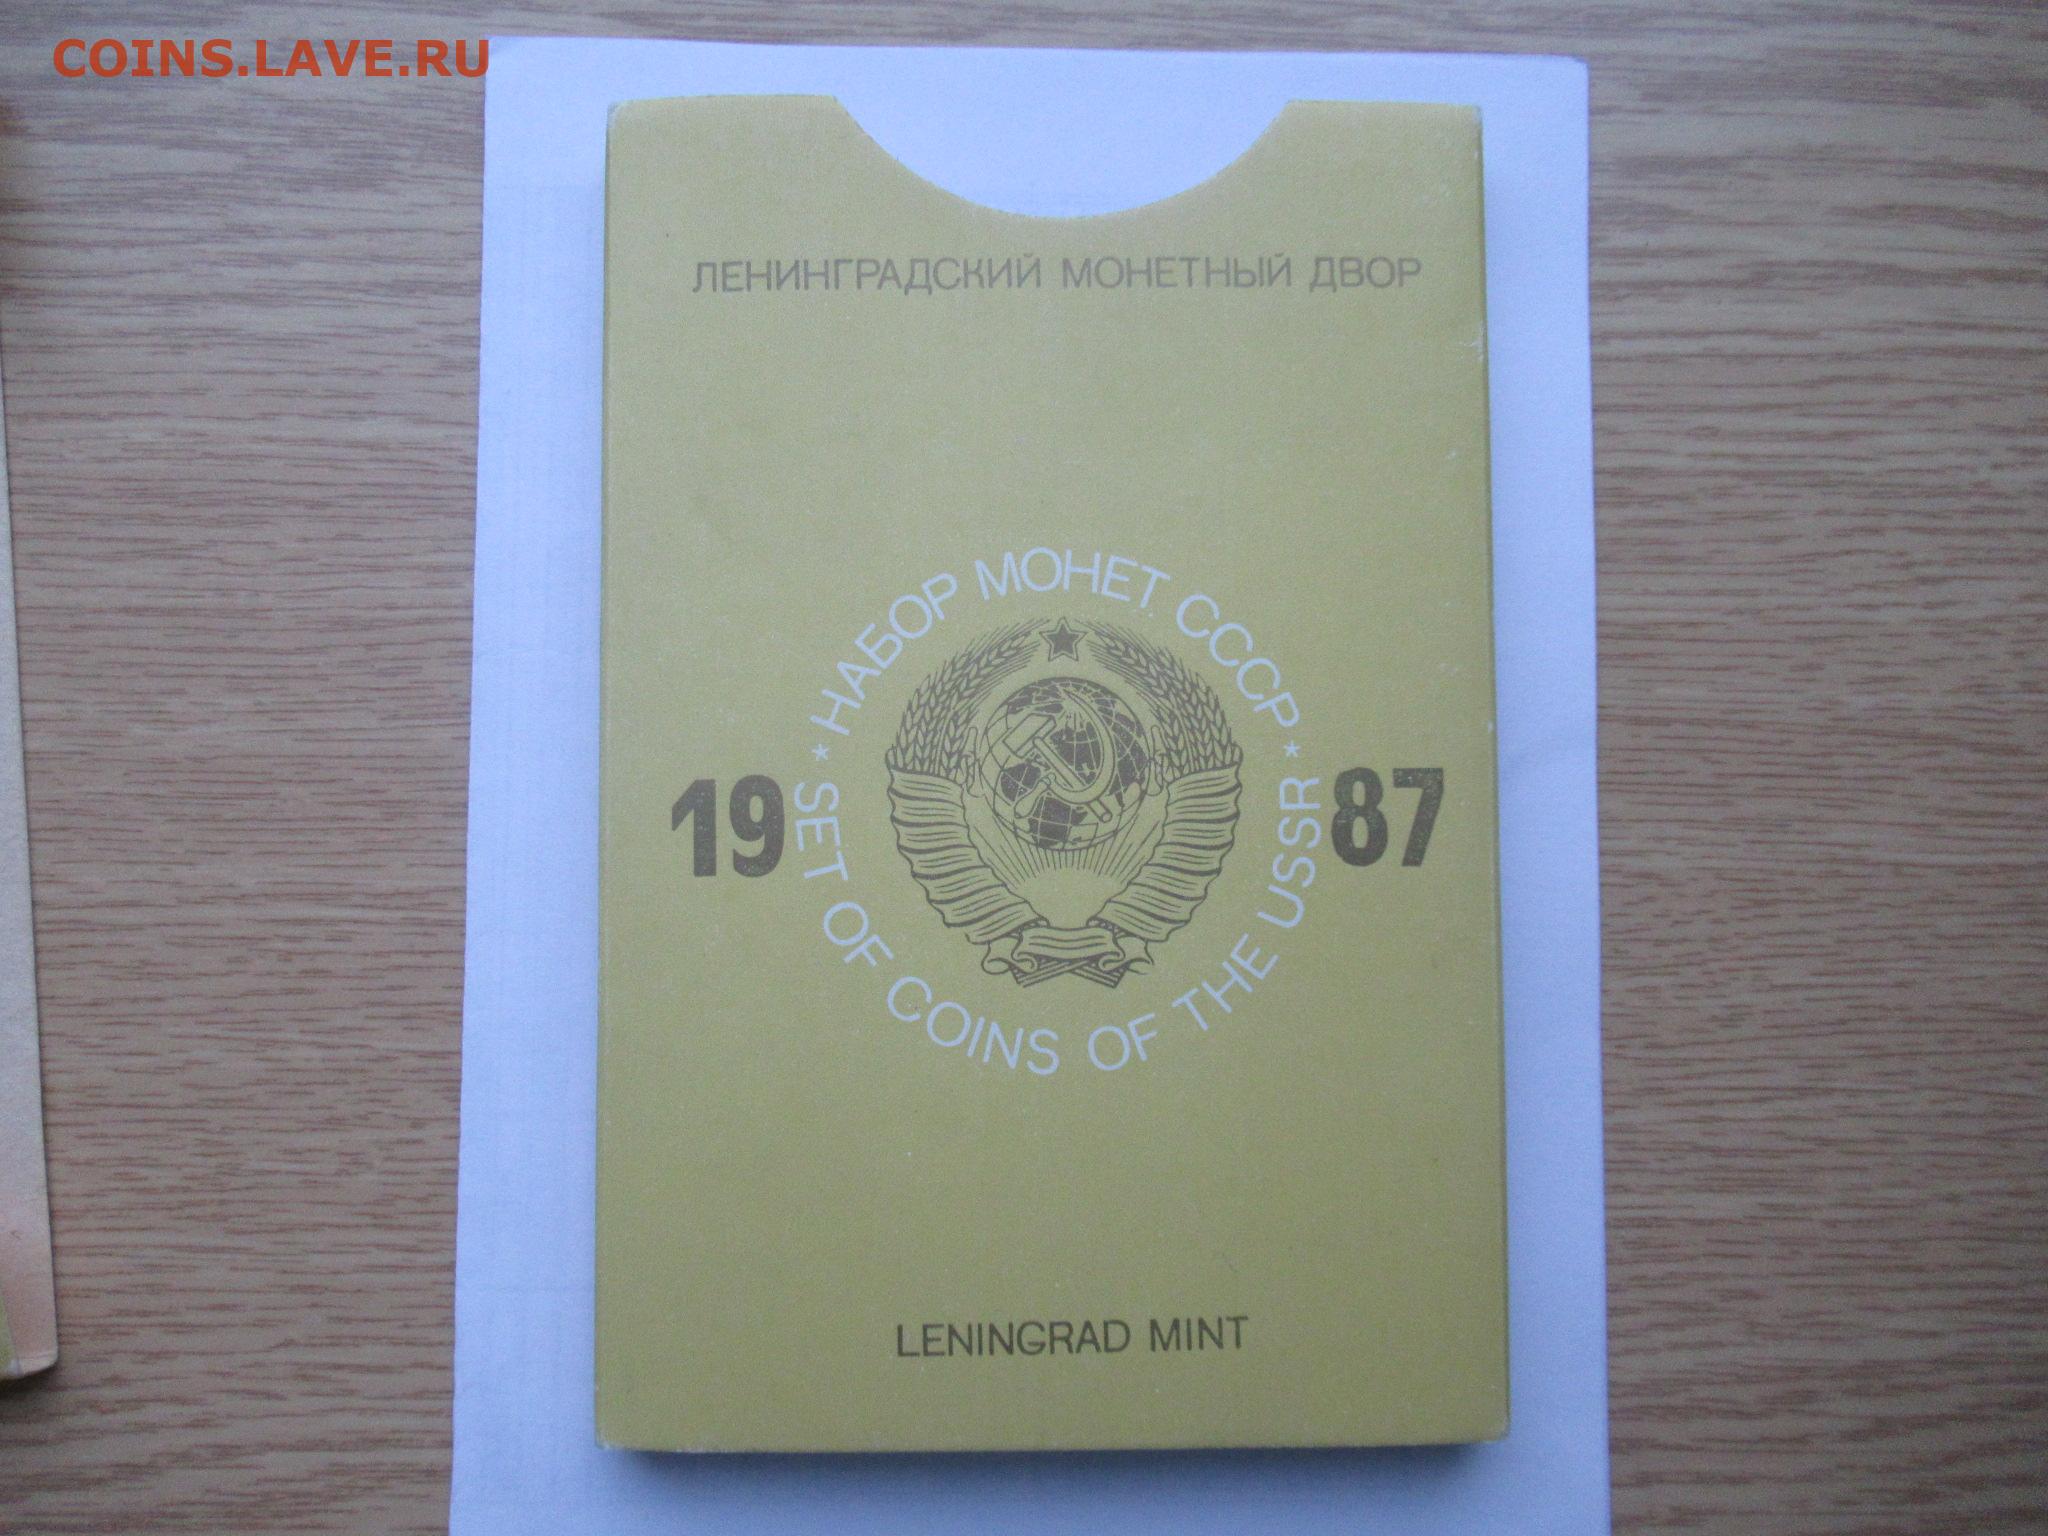 COINS.LAVE.RU
ЛЕНИНГРАДСКИЙ МОНЕТНЫЙ ДВОР
* НАБОР МОНЕТ СССР *
19 87
SET OF COINS OF THE USSR
LENINGRAD MINT